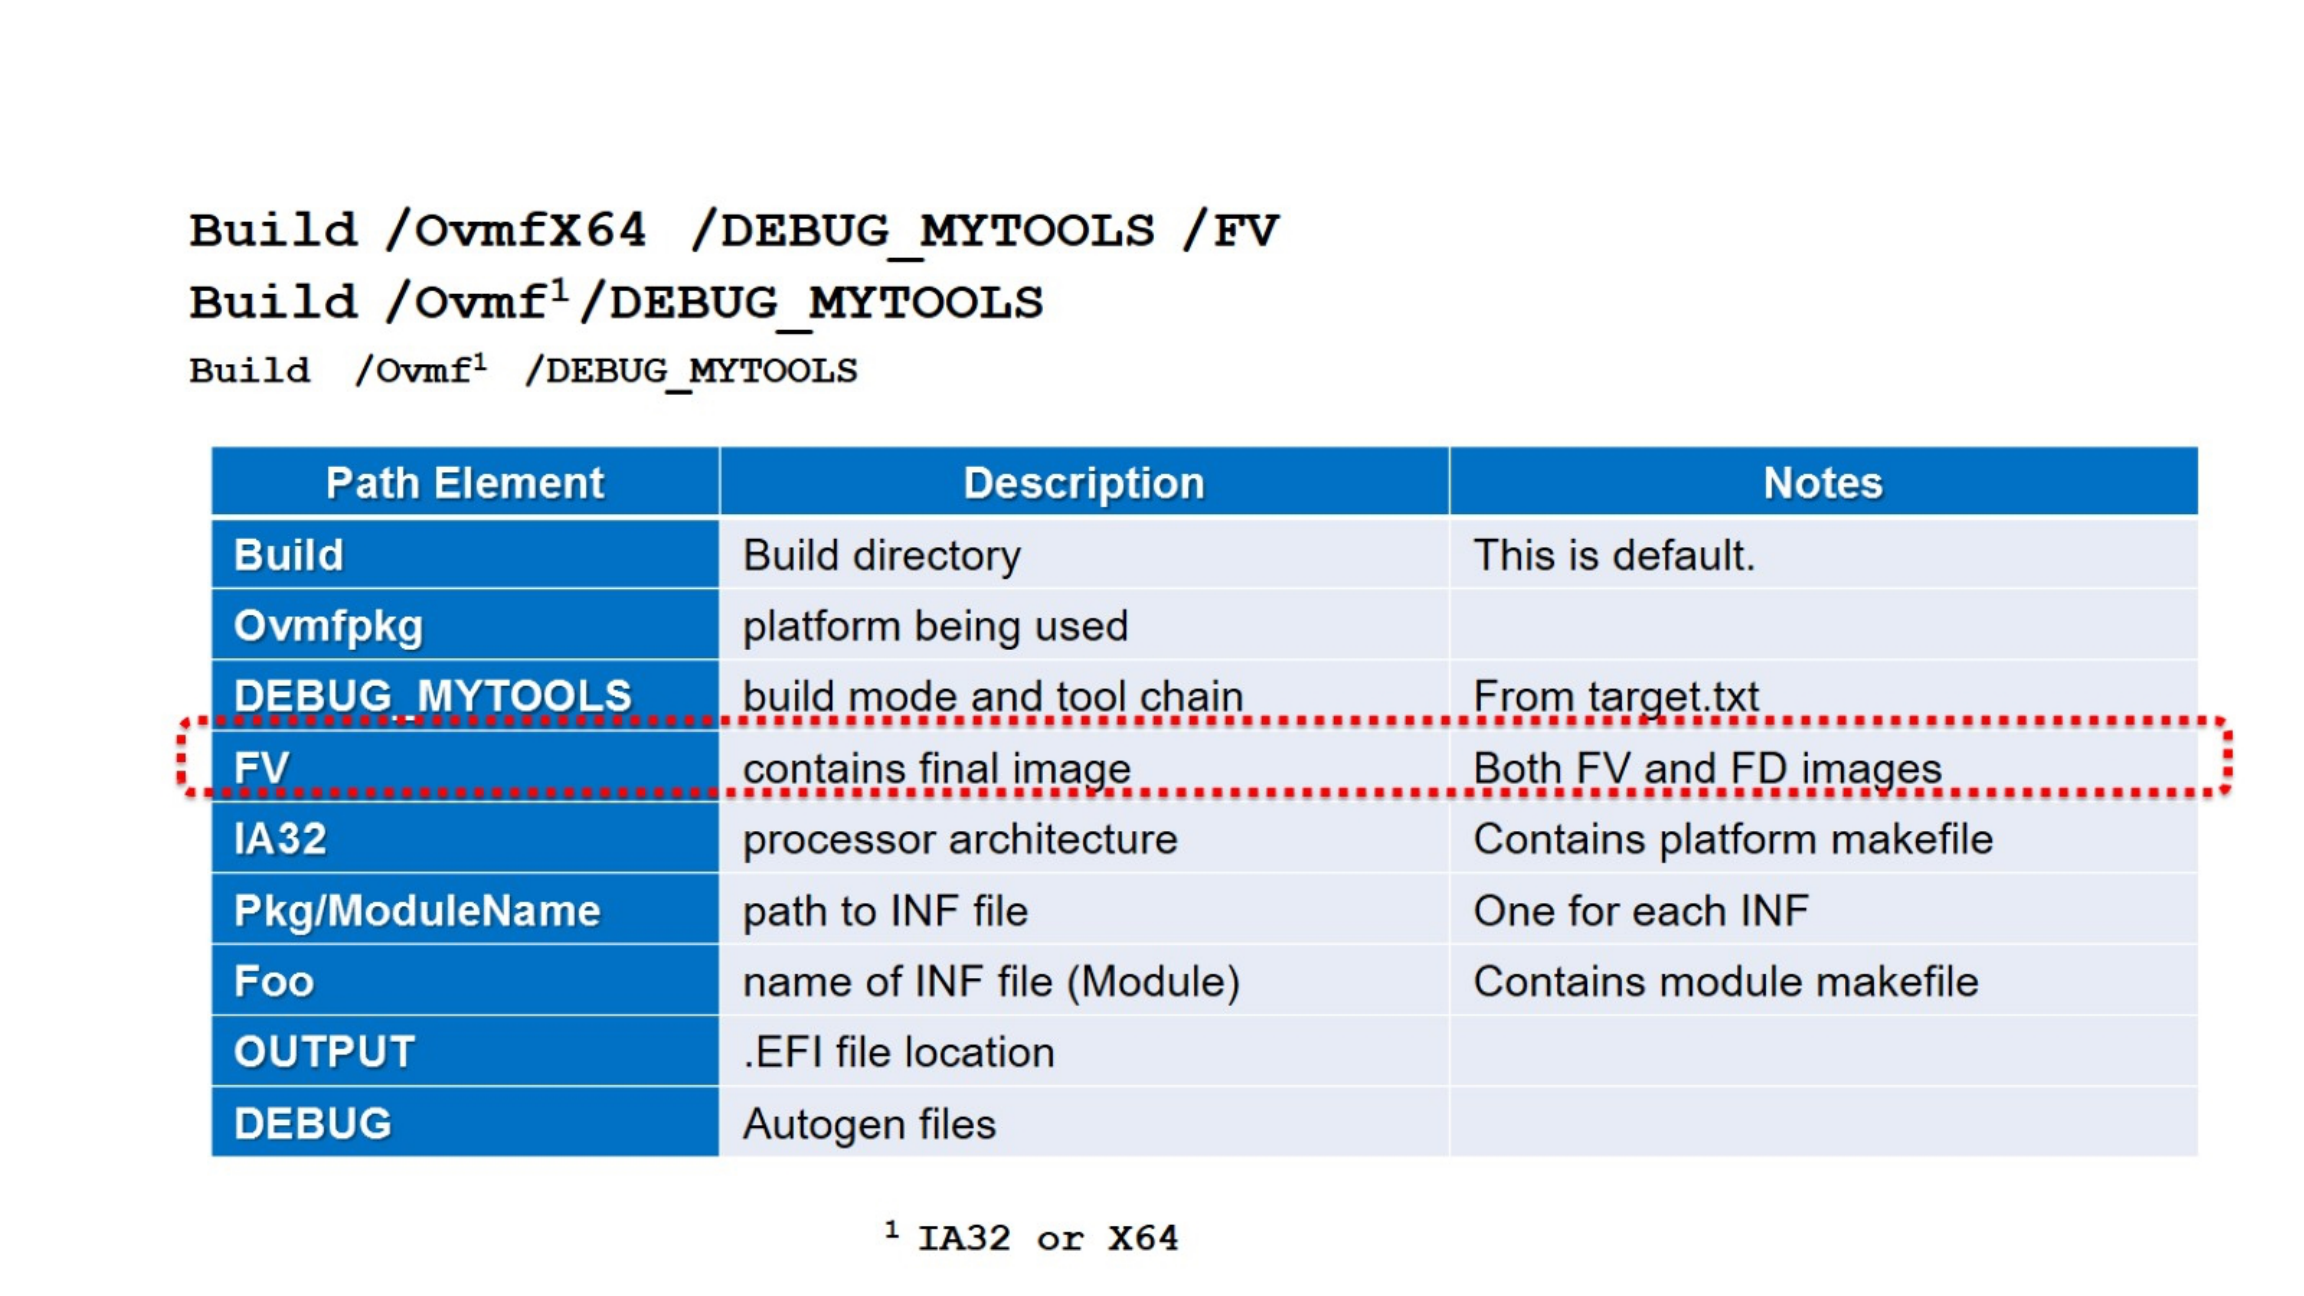 Build /OvmfX64 /DEBUG_MYTOOLS /FV
Build /Ovmf¹/DEBUG_MYTOOLS
Build /Ovmf¹ /DEBUG_MYTOOLS
Path Element Description Notes
Build Build directory This is default.
Ovmfpkg platform being used
DEBUG_MYTOOLS build mode and tool chain From target.txt
FV contains final image Both FV and FD images
IA32 processor architecture Contains platform makefile
Pkg/ModuleName path to INF file One for each INF
Foo name of INF file (Module) Contains module makefile
OUTPUT .EFI file location
DEBUG Autogen files
¹ IA32 or X64